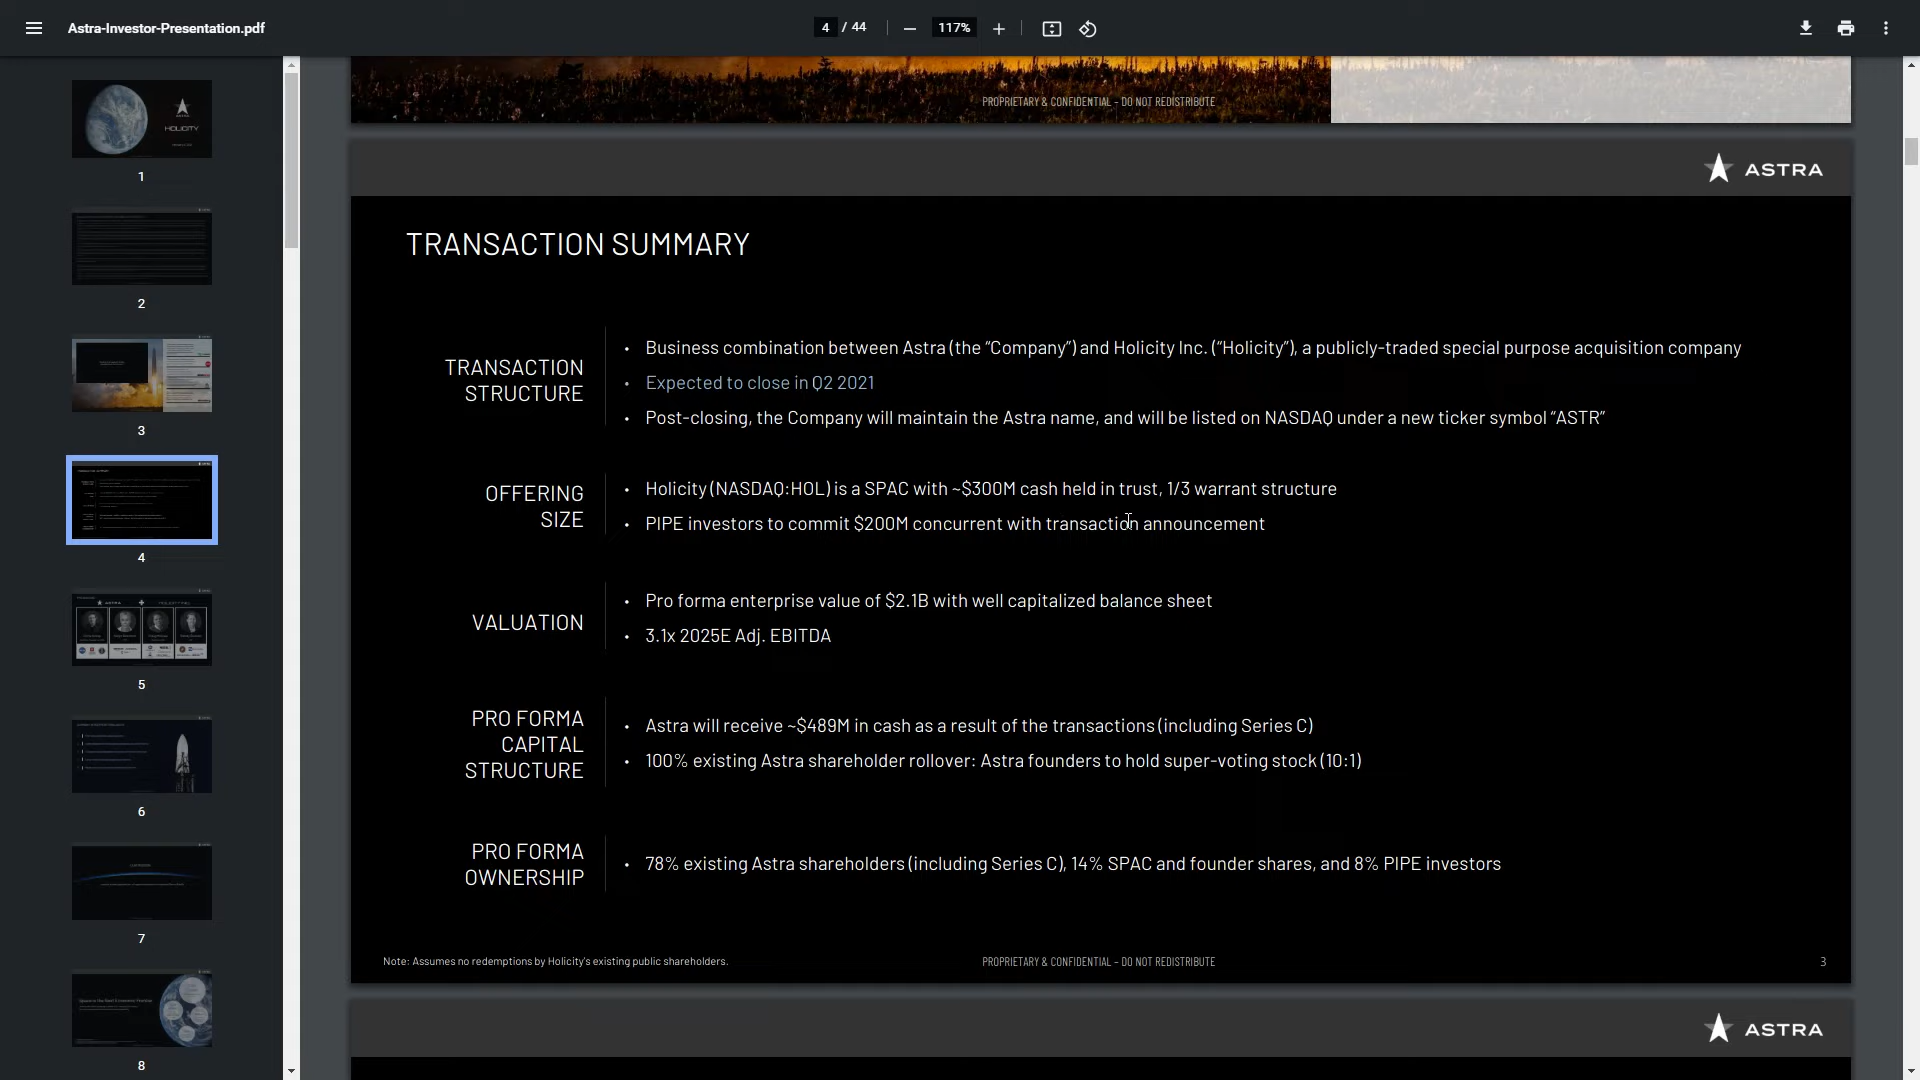 Astra-Investor-Presentation.pdf
4 / 44
117%
PROPRIETARY & CONFIDENTIAL – DO NOT REDISTRIBUTE
ASTRA
TRANSACTION SUMMARY
TRANSACTION
STRUCTURE
• Business combination between Astra (the “Company”) and Holicity Inc. (“Holicity”), a publicly-traded special purpose acquisition company
• Expected to close in Q2 2021
• Post-closing, the Company will maintain the Astra name, and will be listed on NASDAQ under a new ticker symbol “ASTR”
OFFERING
SIZE
• Holicity (NASDAQ:HOL) is a SPAC with ~$300M cash held in trust, 1/3 warrant structure
• PIPE investors to commit $200M concurrent with transaction announcement
VALUATION
• Pro forma enterprise value of $2.1B with well capitalized balance sheet
• 3.1x 2025E Adj. EBITDA
PRO FORMA
CAPITAL
STRUCTURE
• Astra will receive ~$489M in cash as a result of the transactions (including Series C)
• 100% existing Astra shareholder rollover: Astra founders to hold super-voting stock (10:1)
PRO FORMA
OWNERSHIP
• 78% existing Astra shareholders (including Series C), 14% SPAC and founder shares, and 8% PIPE investors
Note: Assumes no redemptions by Holicity's existing public shareholders.
PROPRIETARY & CONFIDENTIAL – DO NOT REDISTRIBUTE
3
ASTRA
ASTRA
HOLICITY
1
2
3
4
5
6
7
8